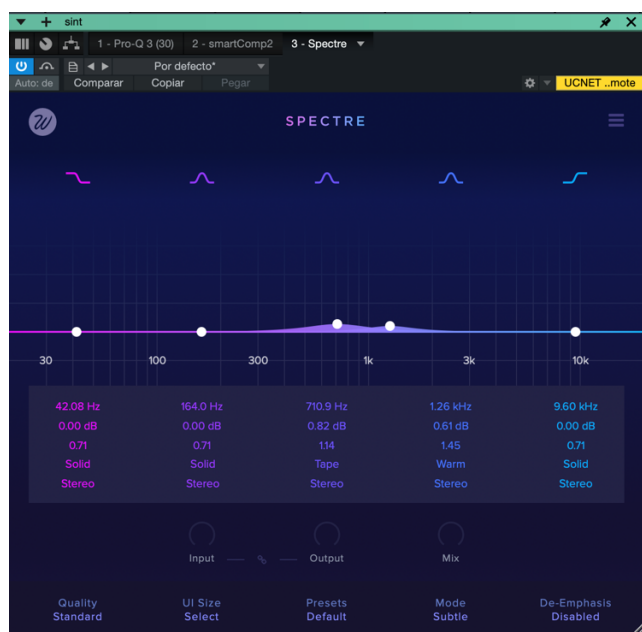 sint
1 - Pro-Q 3 (30) 2 - smartComp2 3 - Spectre
Por defecto*
Auto: de Comparar Copiar Pegar UCNET ..mote
SPECTRE
30 100 300 1k 3k 10k
42.08 Hz 164.0 Hz 710.9 Hz 1.26 kHz 9.60 kHz
0.00 dB 0.00 dB 0.82 dB 0.61 dB 0.00 dB
0.71 0.71 1.14 1.45 0.71
Solid Solid Tape Warm Solid
Stereo Stereo Stereo Stereo Stereo
Input Output Mix
Quality UI Size Presets Mode De-Emphasis
Standard Select Default Subtle Disabled